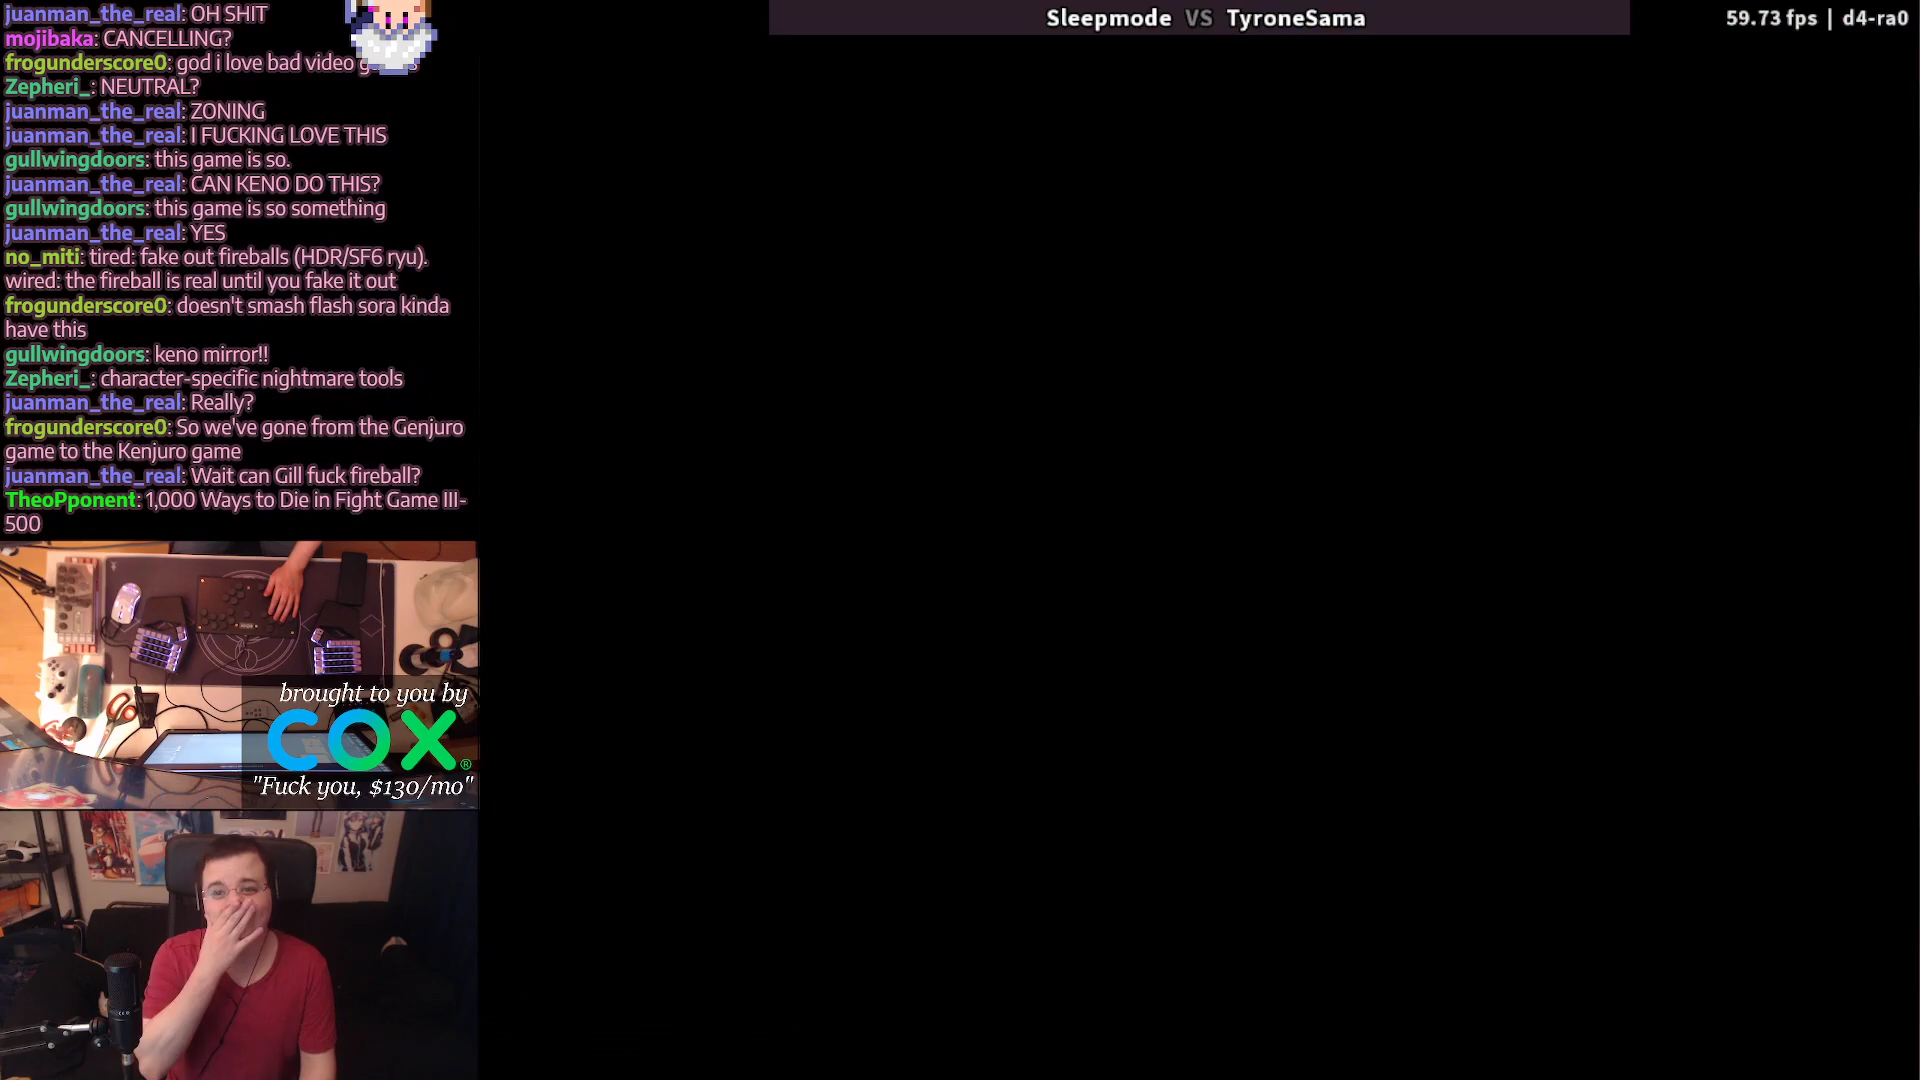 juanman_the_real: OH SHIT
mojibaka: CANCELLING?
frogunderscore0: god i love bad video
Zepheri_: NEUTRAL?
juanman_the_real: ZONING
juanman_the_real: I FUCKING LOVE THIS
gullwingdoors: this game is so.
juanman_the_real: CAN KENO DO THIS?
gullwingdoors: this game is so something
juanman_the_real: YES
no_miti: tired: fake out fireballs (HDR/SF6 ryu).
wired: the fireball is real until you fake it out
frogunderscore0: doesn't smash flash sora kinda
have this
gullwingdoors: keno mirror!!
Zepheri_: character-specific nightmare tools
juanman_the_real: Really?
frogunderscore0: So we've gone from the Genjuro
game to the Kenjuro game
juanman_the_real: Wait can Gill fuck fireball?
TheoPponent: 1,000 Ways to Die in Fight Game III-
500
Sleepmode VS TyroneSama
59.73 fps | d4-ra0
brought to you by
COX®
"Fuck you, $130/mo"